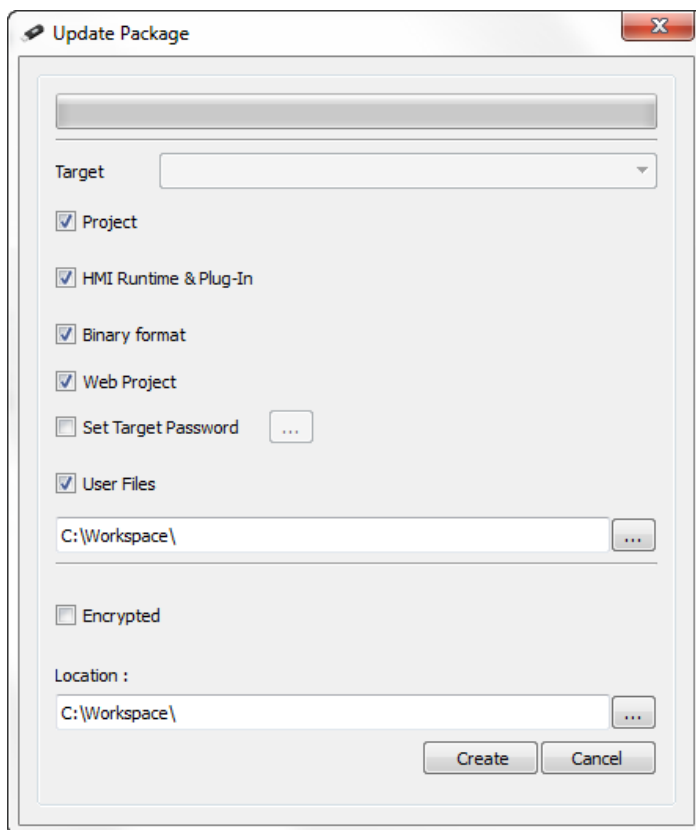 Update Package
Target
Project
HMI Runtime & Plug-In
Binary format
Web Project
Set Target Password ...
User Files
C:\Workspace\ ...
Encrypted
Location :
C:\Workspace\ ...
Create Cancel